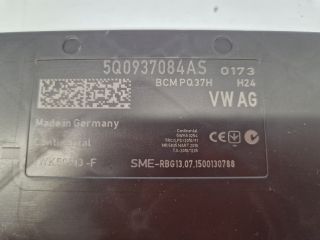 5Q0937084AS 0173
BCM PQ37H H24
VW AG
Made in Germany
Continental
SME-RBG13.07.1500130788